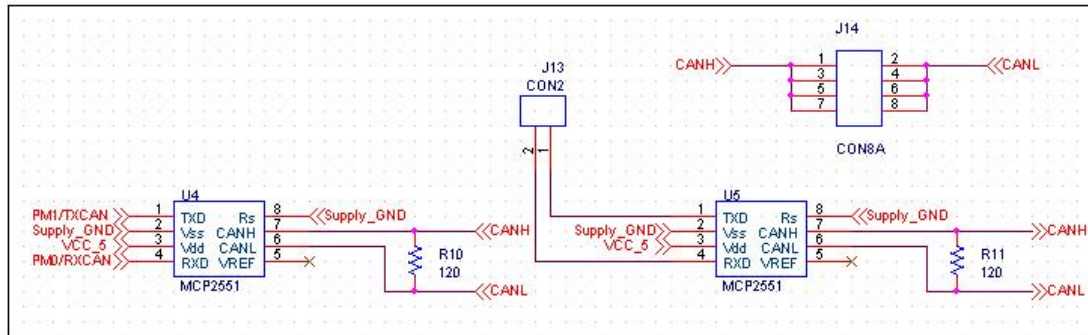 J14
CANH 1 2 CANL
3 4
5 6
7 8
CON8A
J13
CON2
2 1
U4
PM1/TXCAN 1 TXD Rs 8 Supply_GND
Supply_GND 2 Vss CANH 7 CANH
VCC_5 3 Vdd CANL 6
PM0/RXCAN 4 RXD VREF 5
MCP2551
R10
120
CANL
U5
1 TXD Rs 8 Supply_GND
Supply_GND 2 Vss CANH 7 CANH
VCC_5 3 Vdd CANL 6
4 RXD VREF 5
MCP2551
R11
120
CANL